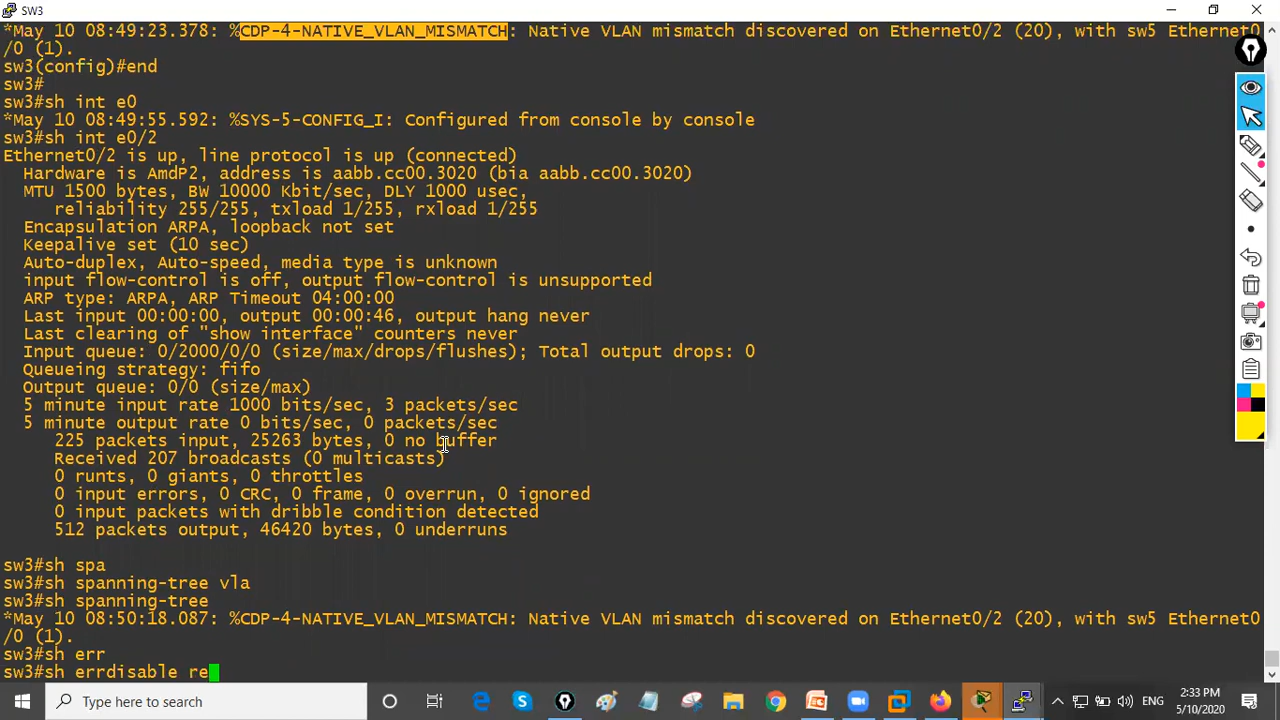 SW3
*May 10 08:49:23.378: %CDP-4-NATIVE_VLAN_MISMATCH: Native VLAN mismatch discovered on Ethernet0/2 (20), with sw5 Ethernet0
/0 (1).
sw3(config)#end
sw3#
sw3#sh int e0
*May 10 08:49:55.592: %SYS-5-CONFIG_I: Configured from console by console
sw3#sh int e0/2
Ethernet0/2 is up, line protocol is up (connected)
  Hardware is AmdP2, address is aabb.cc00.3020 (bia aabb.cc00.3020)
  MTU 1500 bytes, BW 10000 Kbit/sec, DLY 1000 usec,
     reliability 255/255, txload 1/255, rxload 1/255
  Encapsulation ARPA, loopback not set
  Keepalive set (10 sec)
  Auto-duplex, Auto-speed, media type is unknown
  input flow-control is off, output flow-control is unsupported
  ARP type: ARPA, ARP Timeout 04:00:00
  Last input 00:00:00, output 00:00:46, output hang never
  Last clearing of "show interface" counters never
  Input queue: 0/2000/0/0 (size/max/drops/flushes); Total output drops: 0
  Queueing strategy: fifo
  Output queue: 0/0 (size/max)
  5 minute input rate 1000 bits/sec, 3 packets/sec
  5 minute output rate 0 bits/sec, 0 packets/sec
     225 packets input, 25263 bytes, 0 no buffer
     Received 207 broadcasts (0 multicasts)
     0 runts, 0 giants, 0 throttles
     0 input errors, 0 CRC, 0 frame, 0 overrun, 0 ignored
     0 input packets with dribble condition detected
     512 packets output, 46420 bytes, 0 underruns
sw3#sh spa
sw3#sh spanning-tree vla
sw3#sh spanning-tree
*May 10 08:50:18.087: %CDP-4-NATIVE_VLAN_MISMATCH: Native VLAN mismatch discovered on Ethernet0/2 (20), with sw5 Ethernet0
/0 (1).
sw3#sh err
sw3#sh errdisable re
Type here to search
ENG
2:33 PM
5/10/2020